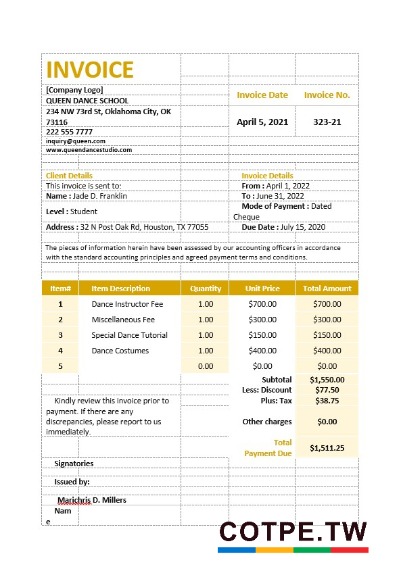 INVOICE
[Company Logo]
QUEEN DANCE SCHOOL
Invoice Date Invoice No.
234 NW 73rd St, Oklahoma City, OK
73116
April 5, 2021 323-21
222 555 7777
inquiry@queen.com
www.queendancestudio.com
Client Details Invoice Details
This invoice is sent to: From : April 1, 2022
Name : Jade D. Franklin To : June 31, 2022
Level : Student Mode of Payment : Dated
Cheque
Address : 32 N Post Oak Rd, Houston, TX 77055 Due Date : July 15, 2020
The pieces of information herein have been assessed by our accounting officers in accordance
with the standard accounting principles and agreed payment terms and conditions.
Item# Item Description Quantity Unit Price Total Amount
1 Dance Instructor Fee 1.00 $700.00 $700.00
2 Miscellaneous Fee 1.00 $300.00 $300.00
3 Special Dance Tutorial 1.00 $150.00 $150.00
4 Dance Costumes 1.00 $400.00 $400.00
5 0.00 $0.00 $0.00
Subtotal $1,550.00
Less: Discount $77.50
Plus: Tax $38.75
Kindly review this invoice prior to
payment. If there are any
discrepancies, please report to us
immediately.
Other charges $0.00
Total
Payment Due $1,511.25
Signatories
Issued by:
Marichris D. Millers
Nam
e
COTPE.TW